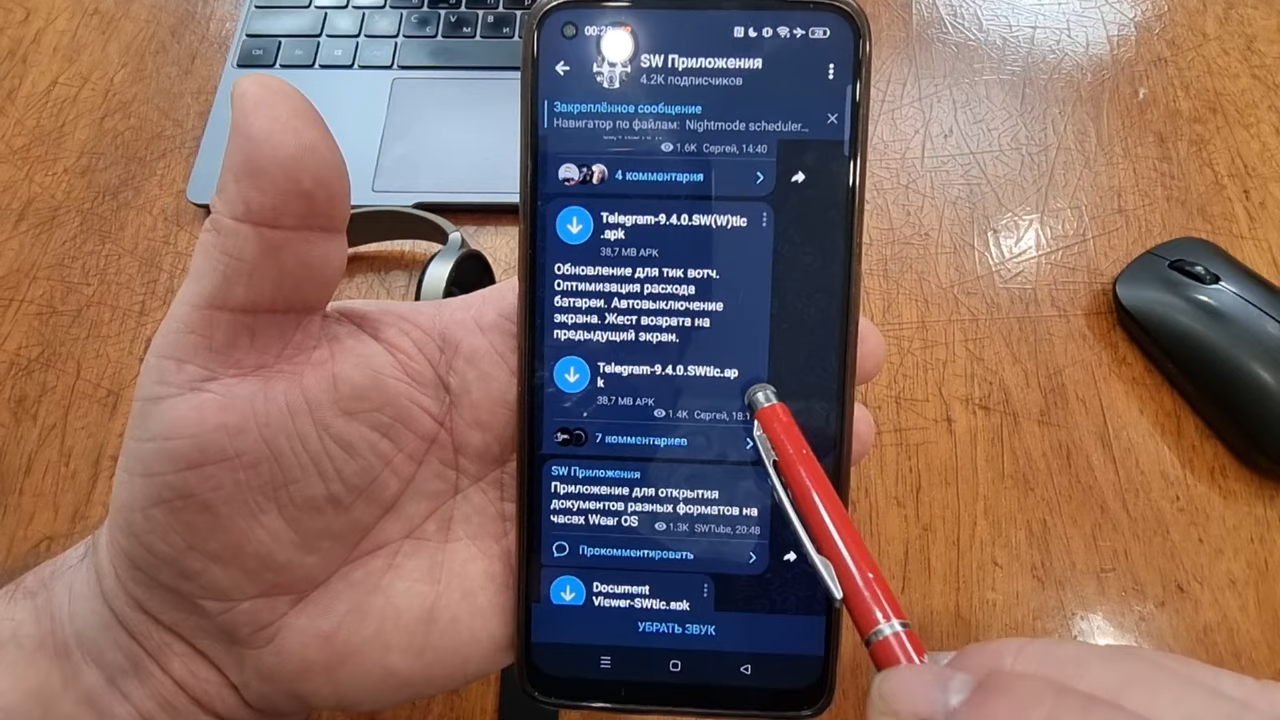 00:28
28
SW Приложения
4.2K подписчиков
Закреплённое сообщение
Навигатор по файлам: Nightmode scheduler...
1.6K Сергей, 14:40
4 комментария
Telegram-9.4.0.SW(W)tic
.apk
38,7 MB APK
Обновление для тик вотч.
Оптимизация расхода
батареи. Автовыключение
экрана. Жест возрата на
предыдущий экран.
Telegram-9.4.0.SWtic.ap
k
38,7 MB APK
1.4K Сергей, 18:1
7 комментариев
SW Приложения
Приложение для открытия
документов разных форматов на
часах Wear OS
1.3K SWTube, 20:48
Прокомментировать
Document
Viewer-SWtic.apk
УБРАТЬ ЗВУК
Ctrl